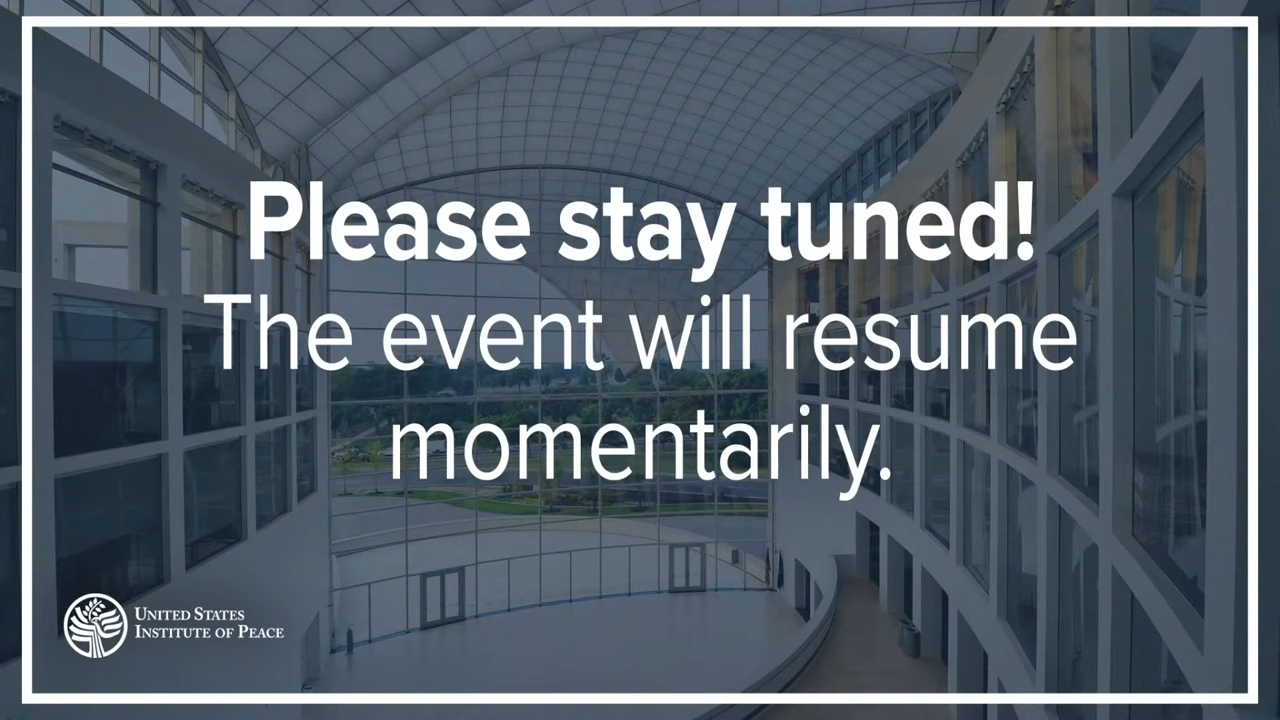 Please stay tuned!
The event will resume
momentarily.
United States
Institute of Peace